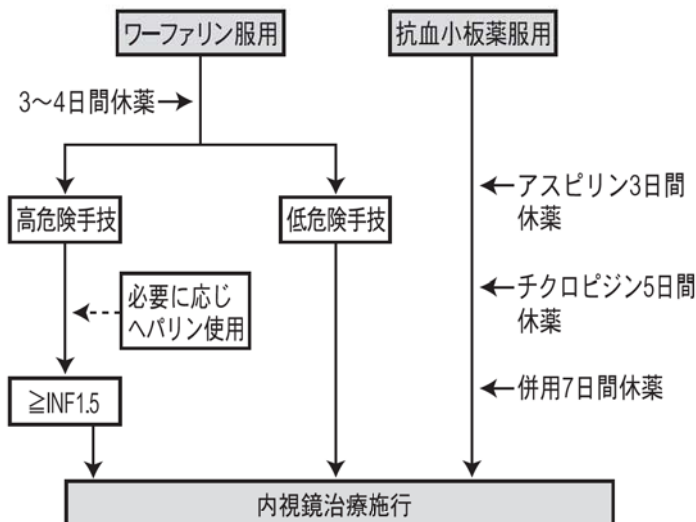 ワーファリン服用
抗血小板薬服用
3〜4日間休薬
アスピリン3日間
休薬
高危険手技
低危険手技
必要に応じ
ヘパリン使用
チクロピジン5日間
休薬
併用7日間休薬
≧INF1.5
内視鏡治療施行